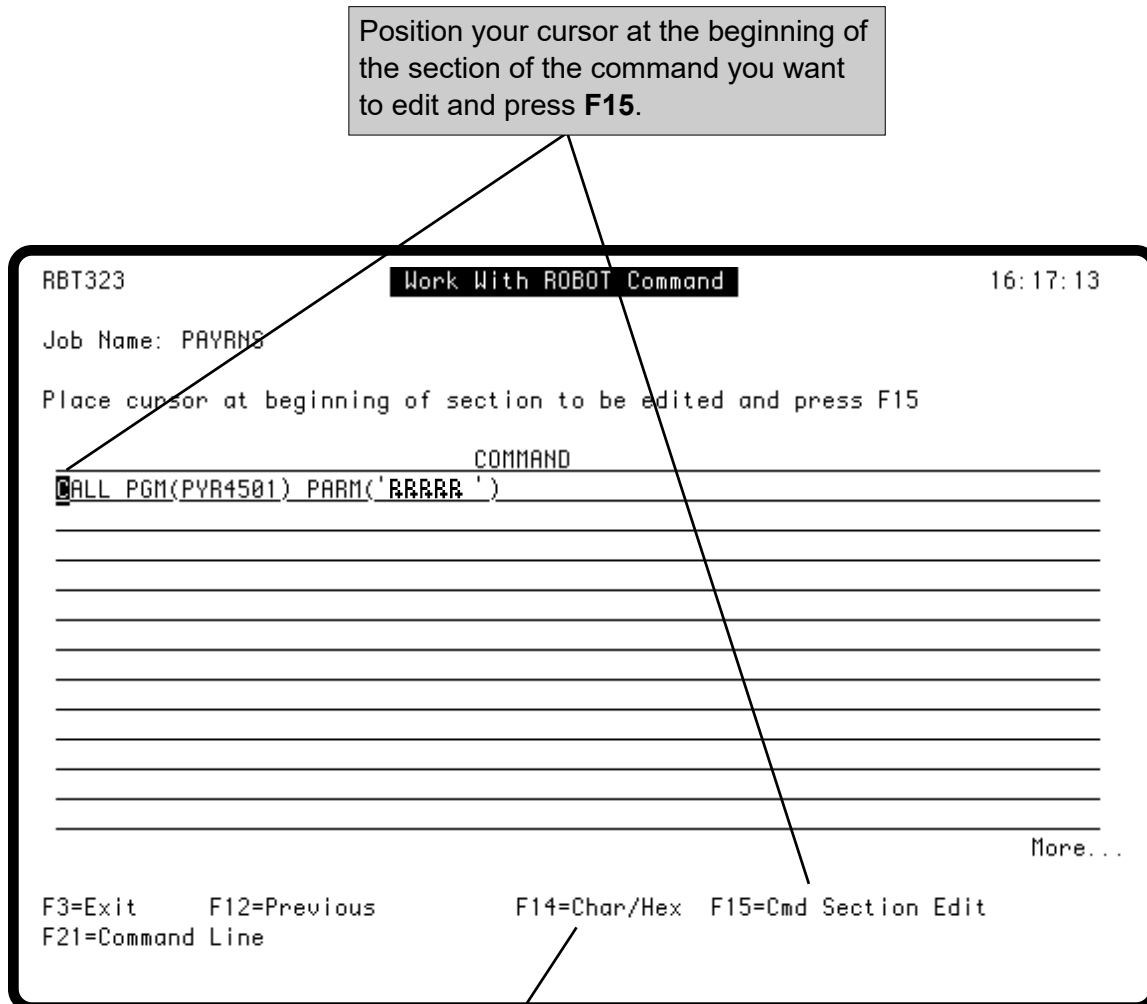 Position your cursor at the beginning of
the section of the command you want
to edit and press F15.
RBT323 Work With ROBOT Command 16:17:13
Job Name: PAYRNS
Place cursor at beginning of section to be edited and press F15
COMMAND
CALL PGM(PYR4501) PARM(' ')
More...
F3=Exit F12=Previous F14=Char/Hex F15=Cmd Section Edit
F21=Command Line